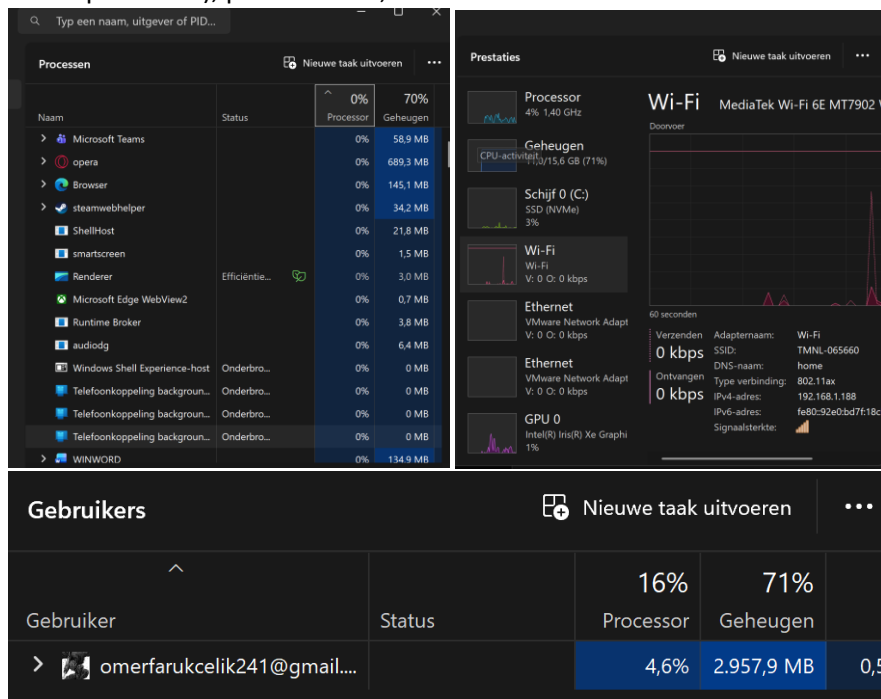 Typ een naam, uitgever of PID...
Processen
Nieuwe taak uitvoeren
0% 70%
Naam Status Processor Geheugen
Microsoft Teams 0% 58,9 MB
opera 0% 689,3 MB
Browser 0% 145,1 MB
steamwebhelper 0% 34,2 MB
ShellHost 0% 21,8 MB
smartscreen 0% 1,5 MB
Renderer Efficiëntie... 0% 3,0 MB
Microsoft Edge WebView2 0% 0,7 MB
Runtime Broker 0% 3,8 MB
audiodg 0% 6,4 MB
Windows Shell Experience-host Onderbro... 0% 0 MB
Telefoonkoppeling backgroun... Onderbro... 0% 0 MB
Telefoonkoppeling backgroun... Onderbro... 0% 0 MB
Telefoonkoppeling backgroun... Onderbro... 0% 0 MB
WINWORD 0% 134,9 MB
Prestaties
Nieuwe taak uitvoeren
Processor
4% 1,40 GHz
Geheugen
11,0/15,6 GB (71%)
CPU-activiteit
Schijf 0 (C:)
SSD (NVMe)
3%
Wi-Fi
Wi-Fi
V: 0 O: 0 kbps
Ethernet
VMware Network Adapt
V: 0 O: 0 kbps
Ethernet
VMware Network Adapt
V: 0 O: 0 kbps
GPU 0
Intel(R) Iris(R) Xe Graphi
1%
Wi-Fi MediaTek Wi-Fi 6E MT7902
Doorvoer
60 seconden
Verzenden
0 kbps
Ontvangen
0 kbps
Adapternaam: Wi-Fi
SSID: TMNL-065660
DNS-naam: home
Type verbinding: 802.11ax
IPv4-adres: 192.168.1.188
IPv6-adres: fe80::92e0:bd7f:18c
Signaalsterkte:
Gebruikers
Nieuwe taak uitvoeren
16% 71%
Gebruiker Status Processor Geheugen
omerfarukcelik241@gmail.... 4,6% 2.957,9 MB 0,5